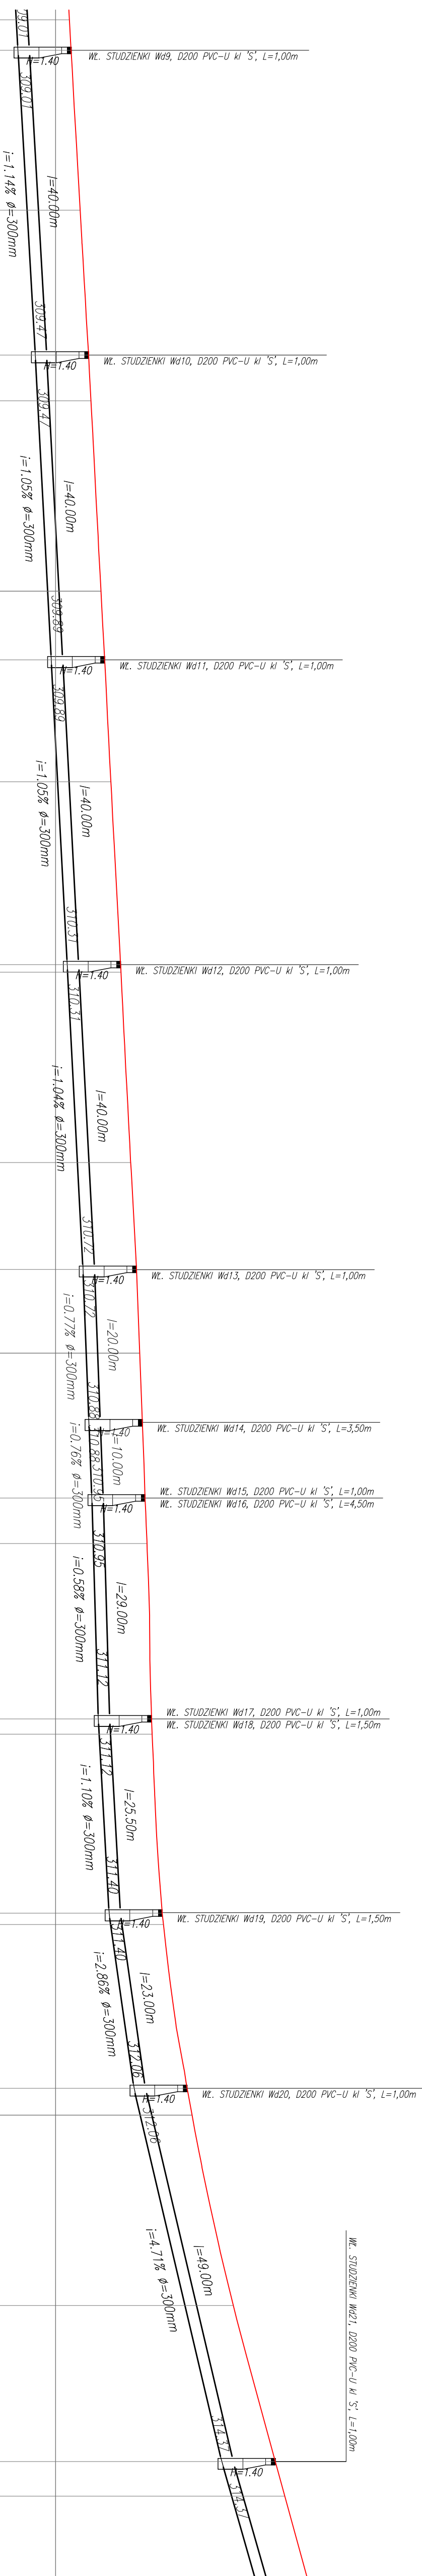 309.01
WŁ. STUDZIENKI Wd9, D200 PVC-U kl 'S', L=1,00m
H=1.40
309.01
i=1.14% ø=300mm
l=40.00m
309.47
WŁ. STUDZIENKI Wd10, D200 PVC-U kl 'S', L=1,00m
H=1.40
309.47
i=1.05% ø=300mm
l=40.00m
309.89
WŁ. STUDZIENKI Wd11, D200 PVC-U kl 'S', L=1,00m
H=1.40
309.89
i=1.05% ø=300mm
l=40.00m
310.31
WŁ. STUDZIENKI Wd12, D200 PVC-U kl 'S', L=1,00m
H=1.40
310.31
i=1.04% ø=300mm
l=40.00m
310.72
WŁ. STUDZIENKI Wd13, D200 PVC-U kl 'S', L=1,00m
H=1.40
310.72
i=0.77% ø=300mm
l=20.00m
310.88
WŁ. STUDZIENKI Wd14, D200 PVC-U kl 'S', L=3,50m
H=1.40
310.88
i=0.76% ø=300mm
l=10.00m
310.95
WŁ. STUDZIENKI Wd15, D200 PVC-U kl 'S', L=1,00m
WŁ. STUDZIENKI Wd16, D200 PVC-U kl 'S', L=4,50m
H=1.40
310.95
i=0.58% ø=300mm
l=29.00m
311.12
WŁ. STUDZIENKI Wd17, D200 PVC-U kl 'S', L=1,00m
WŁ. STUDZIENKI Wd18, D200 PVC-U kl 'S', L=1,50m
H=1.40
311.12
i=1.10% ø=300mm
l=25.50m
311.40
WŁ. STUDZIENKI Wd19, D200 PVC-U kl 'S', L=1,50m
H=1.40
311.40
i=2.86% ø=300mm
l=23.00m
312.06
WŁ. STUDZIENKI Wd20, D200 PVC-U kl 'S', L=1,00m
H=1.40
312.06
i=4.71% ø=300mm
l=49.00m
WŁ. STUDZIENKI Wd21, D200 PVC-U kl 'S', L=1,00m
314.37
H=1.40
314.37